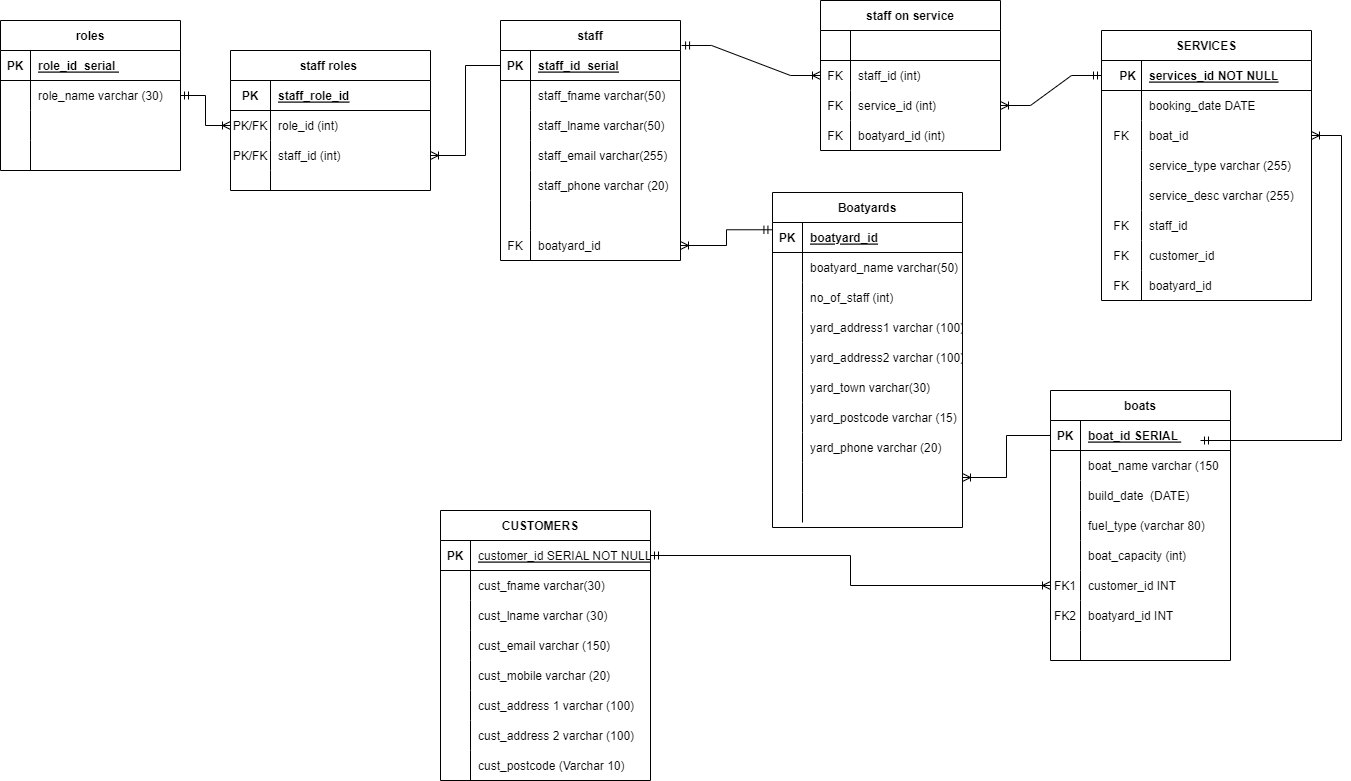 roles
PK role_id serial
role_name varchar (30)
staff roles
PK staff_role_id
PK/FK role_id (int)
PK/FK staff_id (int)
staff
PK staff_id serial
staff_fname varchar(50)
staff_lname varchar(50)
staff_email varchar(255)
staff_phone varchar (20)
FK boatyard_id
staff on service
FK staff_id (int)
FK service_id (int)
FK boatyard_id (int)
SERVICES
PK services_id NOT NULL
booking_date DATE
FK boat_id
service_type varchar (255)
service_desc varchar (255)
FK staff_id
FK customer_id
FK boatyard_id
Boatyards
PK boatyard_id
boatyard_name varchar(50)
no_of_staff (int)
yard_address1 varchar (100)
yard_address2 varchar (100)
yard_town varchar(30)
yard_postcode varchar (15)
yard_phone varchar (20)
boats
PK boat_id SERIAL
boat_name varchar (150
build_date (DATE)
fuel_type (varchar 80)
boat_capacity (int)
FK1 customer_id INT
FK2 boatyard_id INT
CUSTOMERS
PK customer_id SERIAL NOT NULL
cust_fname varchar(30)
cust_lname varchar (30)
cust_email varchar (150)
cust_mobile varchar (20)
cust_address 1 varchar (100)
cust_address 2 varchar (100)
cust_postcode (Varchar 10)